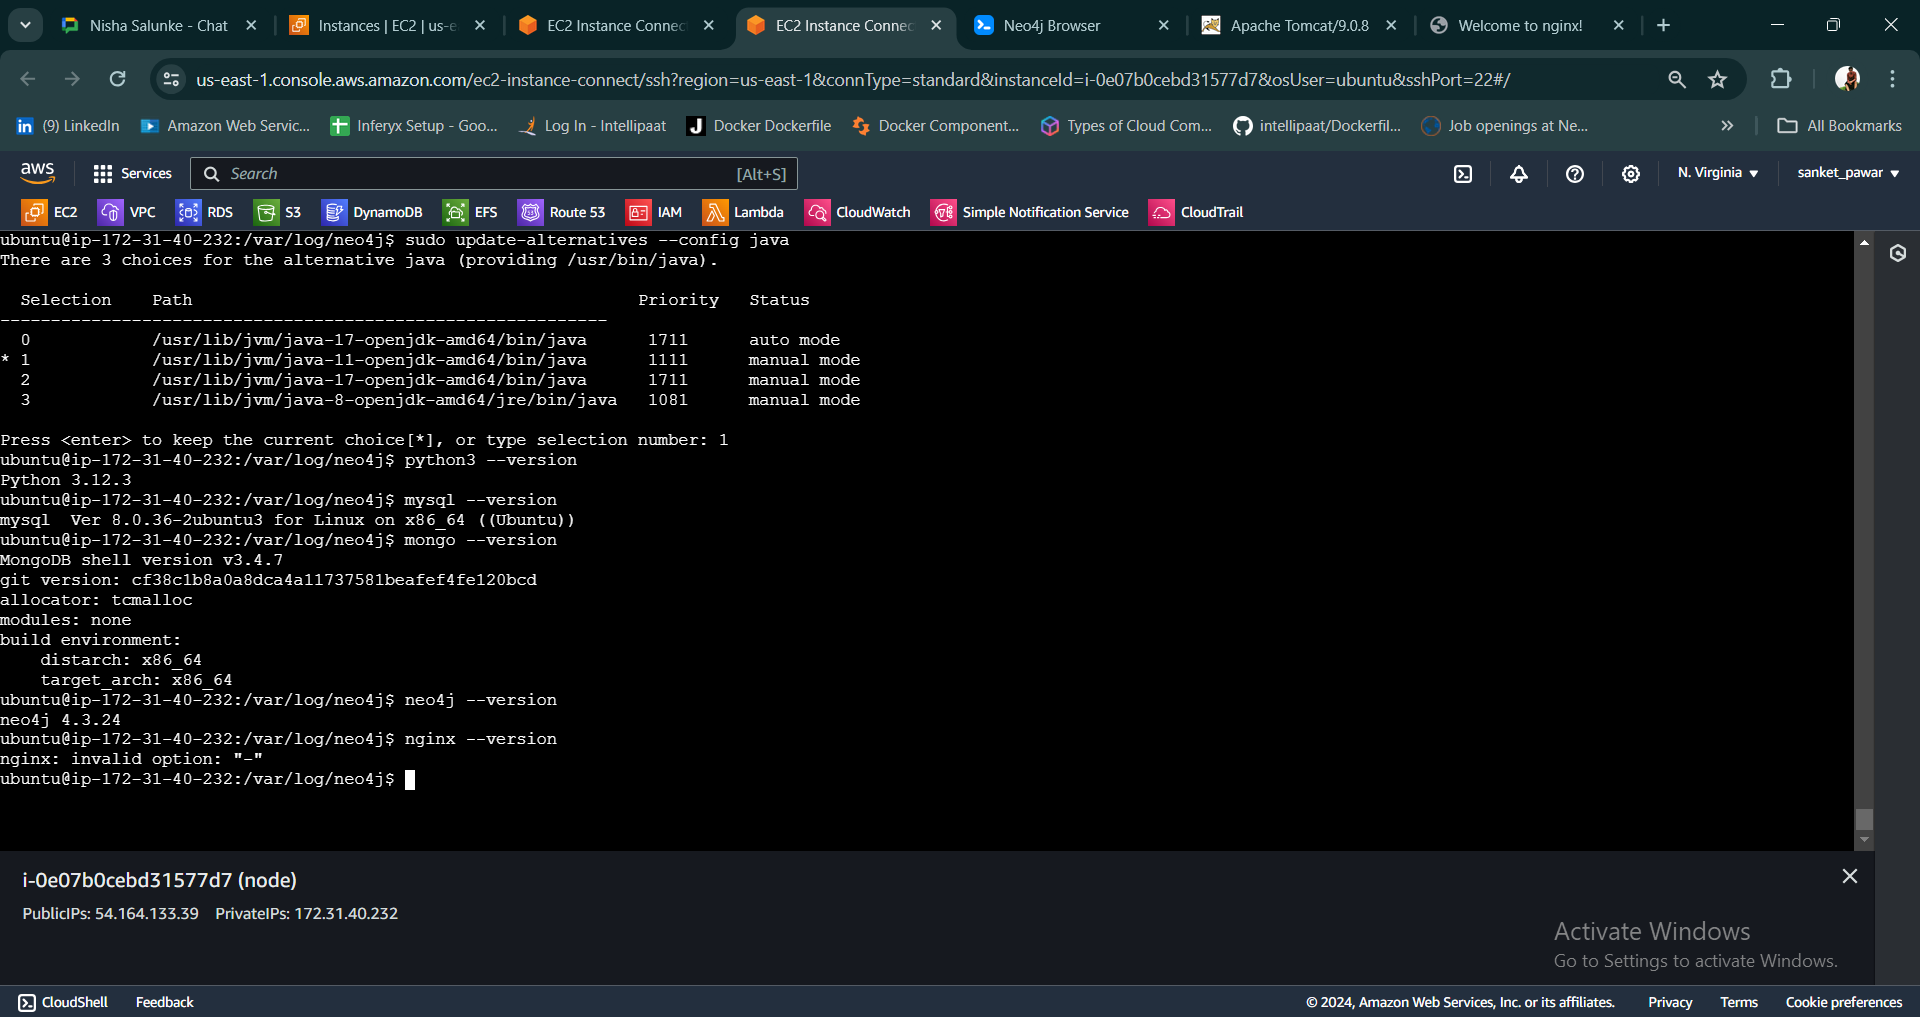 Nisha Salunke - Chat
Instances | EC2 | us-e
EC2 Instance Connec
EC2 Instance Connec
Neo4j Browser
Apache Tomcat/9.0.8
Welcome to nginx!
us-east-1.console.aws.amazon.com/ec2-instance-connect/ssh?region=us-east-1&connType=standard&instanceId=i-0e07b0cebd31577d7&osUser=ubuntu&sshPort=22#/
(9) LinkedIn
Amazon Web Servic...
Inferyx Setup - Goo...
Log In - Intellipaat
Docker Dockerfile
Docker Component...
Types of Cloud Com...
intellipaat/Dockerfil...
Job openings at Ne...
»
All Bookmarks
aws
Services
Search
[Alt+S]
N. Virginia
sanket_pawar
EC2
VPC
RDS
S3
DynamoDB
EFS
Route 53
IAM
Lambda
CloudWatch
Simple Notification Service
CloudTrail
ubuntu@ip-172-31-40-232:/var/log/neo4j$ sudo update-alternatives --config java
There are 3 choices for the alternative java (providing /usr/bin/java).
Selection    Path                                            Priority   Status
------------------------------------------------------------
  0            /usr/lib/jvm/java-17-openjdk-amd64/bin/java      1711      auto mode
* 1            /usr/lib/jvm/java-11-openjdk-amd64/bin/java      1111      manual mode
  2            /usr/lib/jvm/java-17-openjdk-amd64/bin/java      1711      manual mode
  3            /usr/lib/jvm/java-8-openjdk-amd64/jre/bin/java   1081      manual mode
Press <enter> to keep the current choice[*], or type selection number: 1
ubuntu@ip-172-31-40-232:/var/log/neo4j$ python3 --version
Python 3.12.3
ubuntu@ip-172-31-40-232:/var/log/neo4j$ mysql --version
mysql  Ver 8.0.36-2ubuntu3 for Linux on x86_64 ((Ubuntu))
ubuntu@ip-172-31-40-232:/var/log/neo4j$ mongo --version
MongoDB shell version v3.4.7
git version: cf38c1b8a0a8dca4a11737581beafef4fe120bcd
allocator: tcmalloc
modules: none
build environment:
    distarch: x86_64
    target_arch: x86_64
ubuntu@ip-172-31-40-232:/var/log/neo4j$ neo4j --version
neo4j 4.3.24
ubuntu@ip-172-31-40-232:/var/log/neo4j$ nginx --version
nginx: invalid option: "-"
ubuntu@ip-172-31-40-232:/var/log/neo4j$
i-0e07b0cebd31577d7 (node)
PublicIPs: 54.164.133.39 PrivateIPs: 172.31.40.232
Activate Windows
Go to Settings to activate Windows.
CloudShell
Feedback
© 2024, Amazon Web Services, Inc. or its affiliates.
Privacy
Terms
Cookie preferences